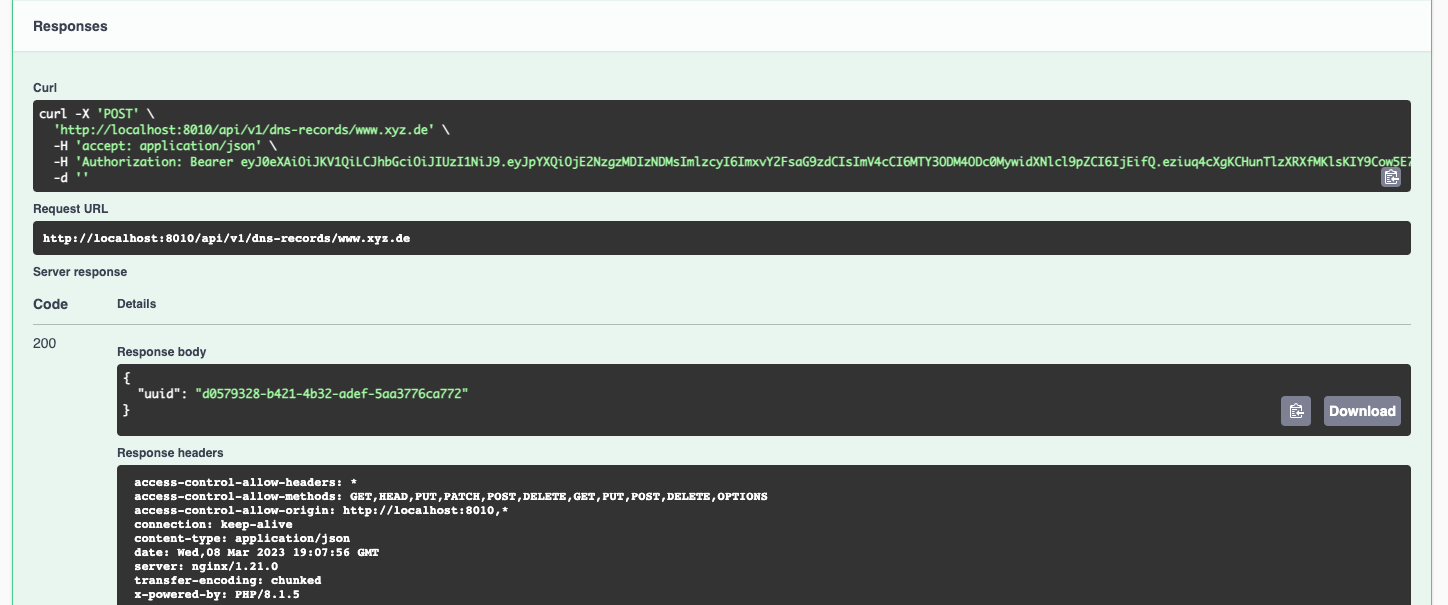 Responses
Curl
curl -X 'POST' \
'http://localhost:8010/api/v1/dns-records/www.xyz.de' \
-H 'accept: application/json' \
-H 'Authorization: Bearer eyJ0eXAiOiJKV1QiLCJhbGciOiJIUzI1NiJ9.eyJpYXQiOjE2NzgzMDIzNDMsImlzcyI6ImxvY2FsaG9zdCIsImV4cCI6MTY3ODM4ODc0MywidXNlcl9pZCI6IjEifQ.eziuq4cXgKCHunTlzXRXfMKlsKIY9Cow5E7
-d ''
Request URL
http://localhost:8010/api/v1/dns-records/www.xyz.de
Server response
Code Details
200
Response body
{
"uuid": "d0579328-b421-4b32-adef-5aa3776ca772"
}
Download
Response headers
access-control-allow-headers: *
access-control-allow-methods: GET,HEAD,PUT,PATCH,POST,DELETE,GET,PUT,POST,DELETE,OPTIONS
access-control-allow-origin: http://localhost:8010,*
connection: keep-alive
content-type: application/json
date: Wed,08 Mar 2023 19:07:56 GMT
server: nginx/1.21.0
transfer-encoding: chunked
x-powered-by: PHP/8.1.5